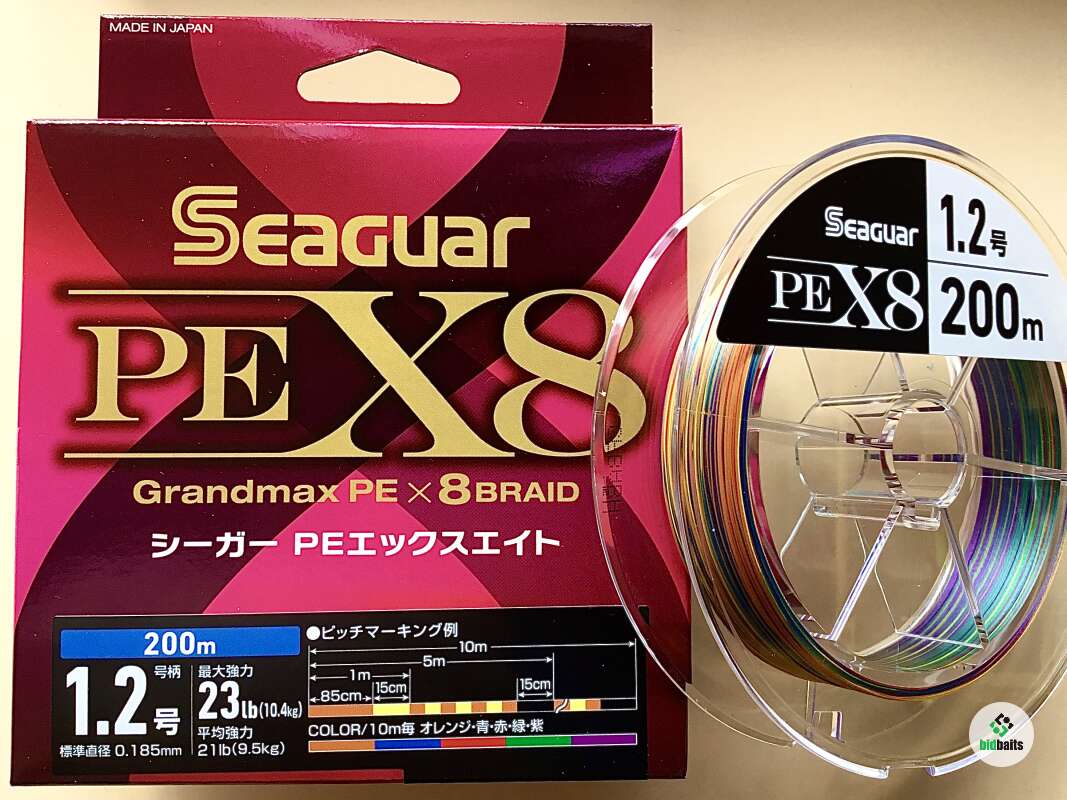 MADE IN JAPAN
Seaguar
PE X8
Grandmax PE × 8 BRAID
シーガー PEエックスエイト
200m
1.2号
号柄
標準直径 0.185mm
最大強力
23lb(10.4kg)
平均強力
21lb(9.5kg)
●ピッチマーキング例
10m
5m
1m
85cm
15cm
15cm
COLOR/10m毎 オレンジ・青・赤・緑・紫
Seaguar
PE X8
1.2号
200m
bidbaits